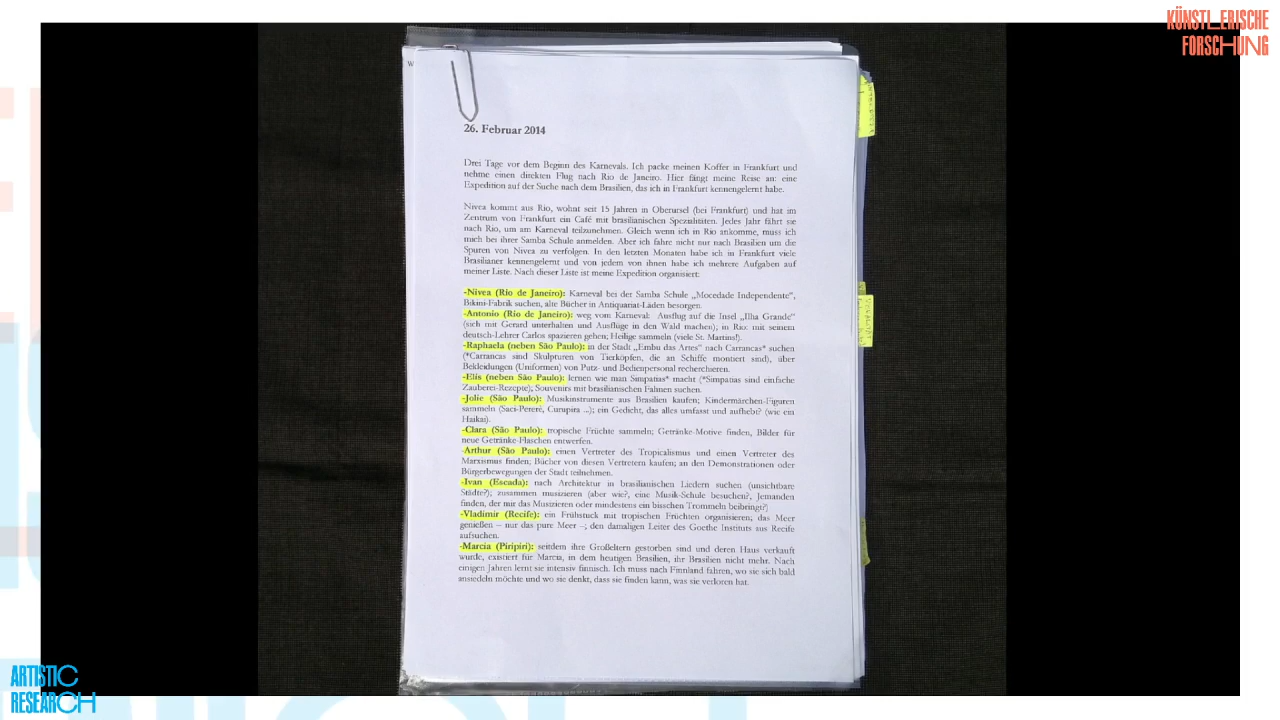 KÜNSTLERISCHE
FORSCHUNG
W
26. Februar 2014
Drei Tage vor dem Beginn des Karnevals. Ich packe meinen Koffer in Frankfurt und
nehme einen direkten Flug nach Rio de Janeiro. Hier fängt meine Reise an: eine
Expedition auf der Suche nach dem Brasilien, das ich in Frankfurt kennengelernt habe.
Nivea kommt aus Rio, wohnt seit 15 Jahren in Oberursel (bei Frankfurt) und hat im
Zentrum von Frankfurt ein Café mit brasilianischen Spezialitäten. Jedes Jahr fährt sie
nach Rio, um am Karneval teilzunehmen. Gleich wenn ich in Rio ankomme, muss ich
mich bei ihrer Samba Schule anmelden. Aber ich fahre nicht nur nach Brasilien um die
Spuren von Nivea zu verfolgen. In den letzten Monaten habe ich in Frankfurt viele
Brasilianer kennengelernt und von jedem von ihnen habe ich mehrere Aufgaben auf
meiner Liste. Nach dieser Liste ist meine Expedition organisiert:
-Nivea (Rio de Janeiro): Karneval bei der Samba Schule „Mocedade Independente“,
Bikini-Fabrik suchen, alte Bücher in Antiquariat-Läden besorgen.
-Antonio (Rio de Janeiro): weg vom Karneval: Ausflug auf die Insel „Ilha Grande“
(sich mit Gerard unterhalten und Ausflüge in den Wald machen); in Rio: mit seinem
deutsch-Lehrer Carlos spazieren gehen; Heilige sammeln (viele St. Martins!).
-Raphaela (neben São Paulo): in der Stadt „Embu das Artes“ nach Carrancas* suchen
(*Carrancas sind Skulpturen von Tierköpfen, die an Schiffe montiert sind), über
Bekleidungen (Uniformen) von Putz- und Bedienpersonal recherchieren.
-Elis (neben São Paulo): lernen wie man Simpatias* macht (*Simpatias sind einfache
Zauberei-Rezepte); Souvenirs mit brasilianischen Fahnen suchen.
-Jolie (São Paulo): Musikinstrumente aus Brasilien kaufen; Kindermärchen-Figuren
sammeln (Saci-Pererê, Curupira ...); ein Gedicht, das alles umfasst und aufhebt? (wie ein
Haikai).
-Clara (São Paulo): tropische Früchte sammeln; Getränke-Motive finden, Bilder für
neue Getränke-Flaschen entwerfen.
-Arthur (São Paulo): einen Vertreter des Tropicalismus und einen Vertreter des
Marxismus finden; Bücher von diesen Vertretern kaufen; an den Demonstrationen oder
Bürgerbewegungen der Stadt teilnehmen.
-Ivan (Escada): nach Architektur in brasilianischen Liedern suchen (unsichtbare
Städte?); zusammen musizieren (aber wie?, eine Musik-Schule besuchen?, Jemanden
finden, der mir das Musizieren oder mindestens ein bisschen Trommeln beibringt?)
-Vladimir (Recife): ein Frühstück mit tropischen Früchten organisieren; das Meer
genießen – nur das pure Meer –; den damaligen Leiter des Goethe Instituts aus Recife
aufsuchen.
-Marcia (Piripiri): seitdem ihre Großeltern gestorben sind und deren Haus verkauft
wurde, existiert für Marcia, in dem heutigen Brasilien, ihr Brasilien nicht mehr. Nach
einigen Jahren lernt sie intensiv finnisch. Ich muss nach Finnland fahren, wo sie sich bald
ansiedeln möchte und wo sie denkt, dass sie finden kann, was sie verloren hat.
ARTISTIC
RESEARCH